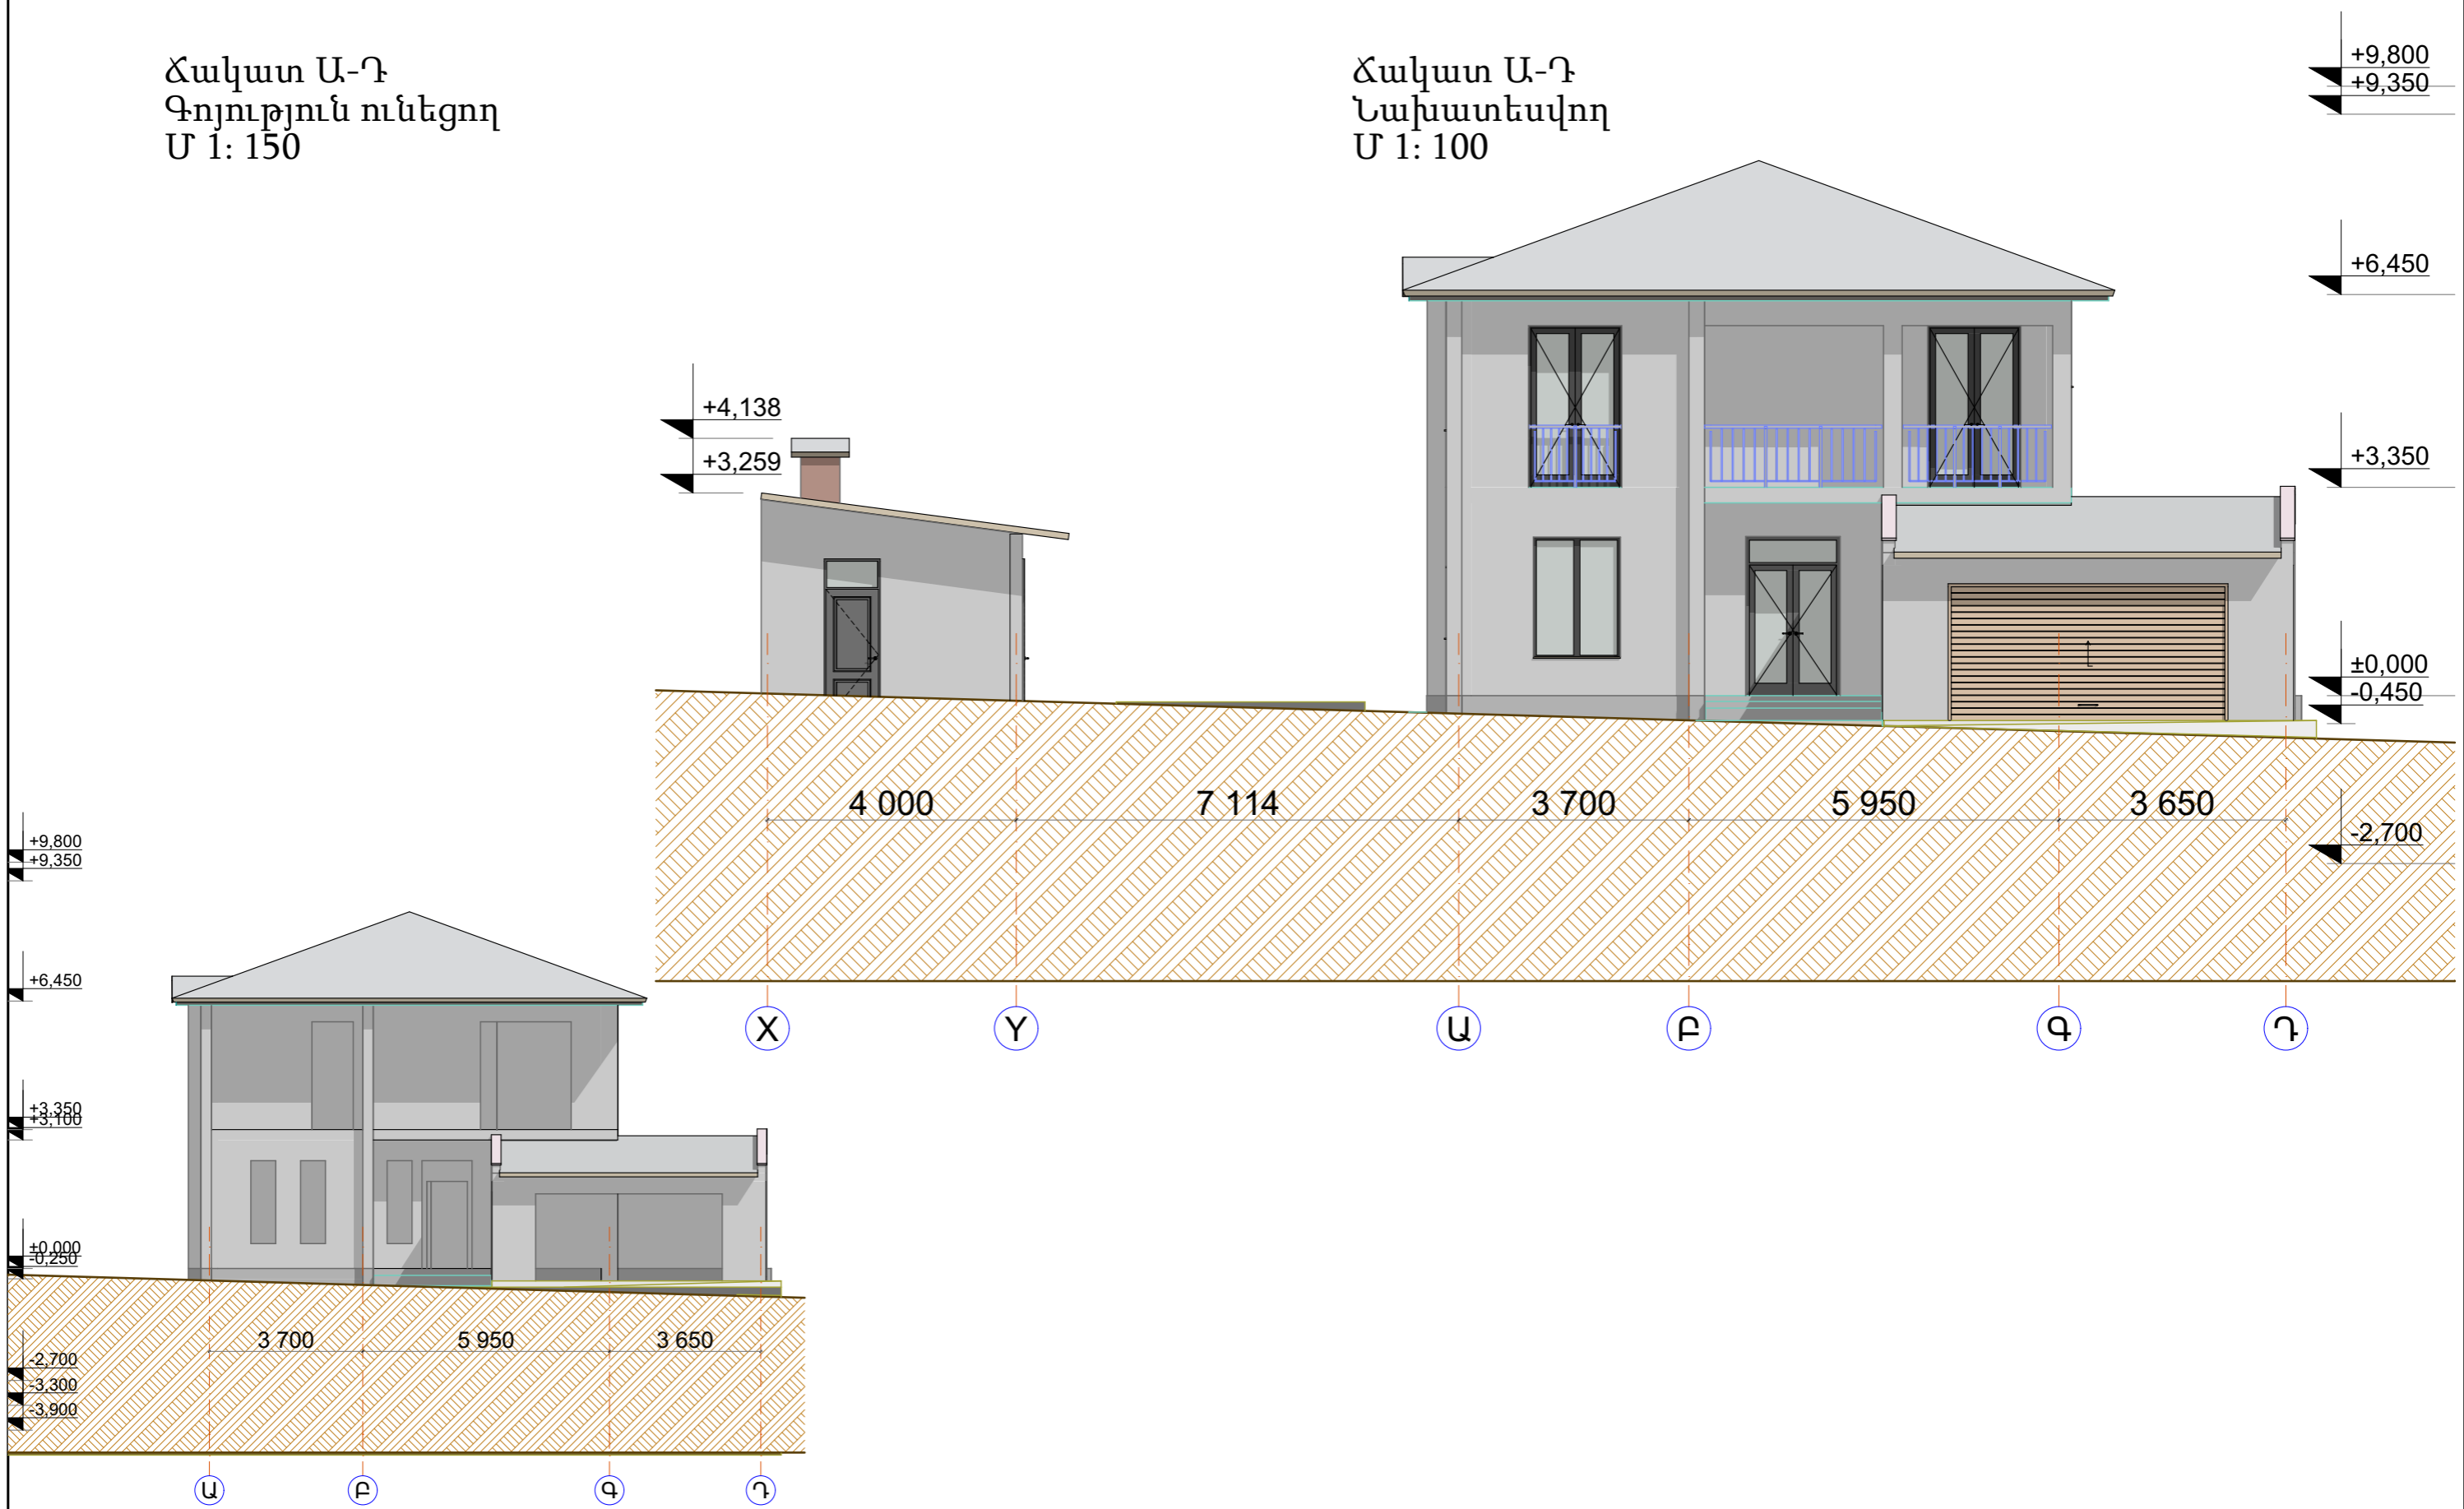 Ճակատ Ա-Դ
Գոյություն ունեցող
Մ 1: 150
Ճակատ Ա-Դ
Նախատեսվող
Մ 1: 100
+9,800
+9,350
+6,450
+3,350
±0,000
-0,450
-2,700
+4,138
+3,259
4 000
7 114
3 700
5 950
3 650
X
Y
Ա
Բ
Գ
Դ
+9,800
+9,350
+6,450
+3,350
+3,100
±0,000
-0,250
-2,700
-3,300
-3,900
3 700
5 950
3 650
Ա
Բ
Գ
Դ